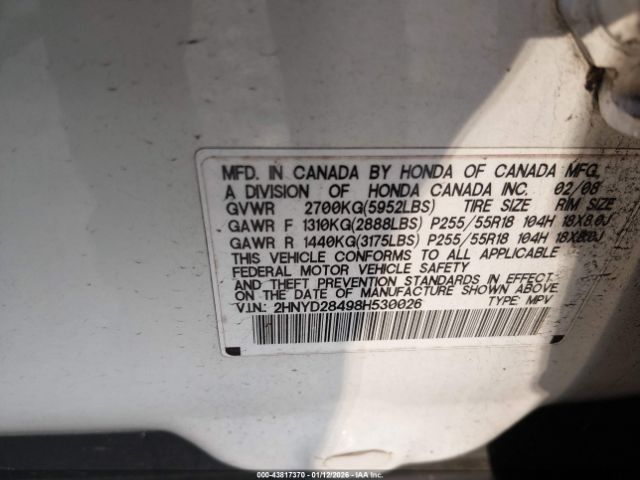 MFD. IN CANADA BY HONDA OF CANADA MFG.
A DIVISION OF HONDA CANADA INC. 02/08
GVWR 2700KG(5952LBS) TIRE SIZE RIM SIZE
GAWR F 1310KG(2888LBS) P255/55R18 104H 18X8.0J
GAWR R 1440KG(3175LBS) P255/55R18 104H 18X8.0J
THIS VEHICLE CONFORMS TO ALL APPLICABLE
FEDERAL MOTOR VEHICLE SAFETY
AND THEFT PREVENTION STANDARDS IN EFFECT
ON THE DATE OF MANUFACTURE SHOWN ABOVE.
V.I.N.: 2HNYD28498H530026 TYPE: MPV
000-43817370 - 01/12/2026 - IAA Inc.